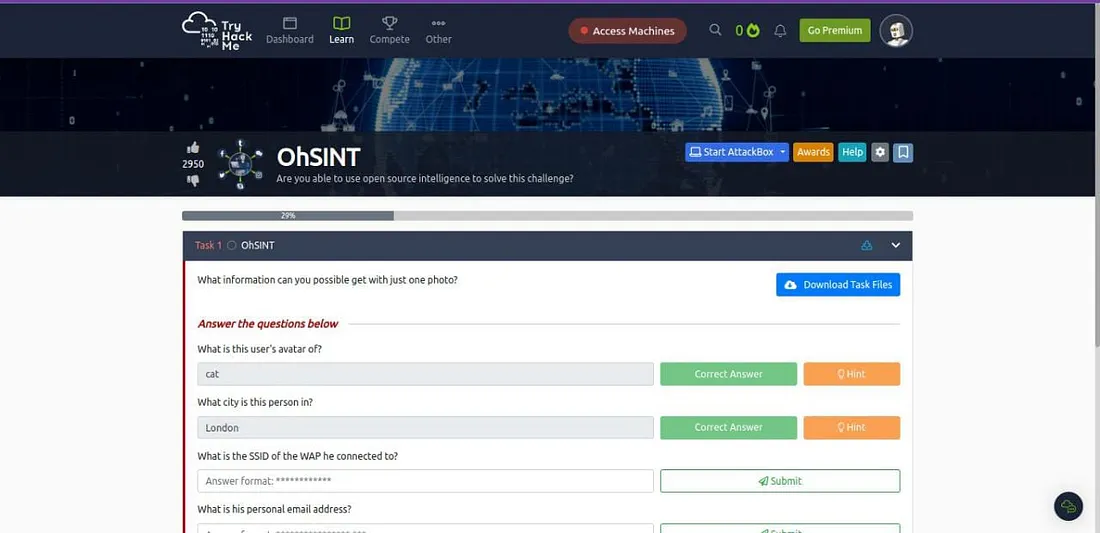 Try
Hack
Me
Dashboard
Learn
Compete
Other
Access Machines
0
Go Premium
2950
OhSINT
Are you able to use open source intelligence to solve this challenge?
Start AttackBox
Awards
Help
29%
Task 1
OhSINT
What information can you possible get with just one photo?
Download Task Files
Answer the questions below
What is this user's avatar of?
cat
Correct Answer
Hint
What city is this person in?
London
Correct Answer
Hint
What is the SSID of the WAP he connected to?
Answer format: ************
Submit
What is his personal email address?